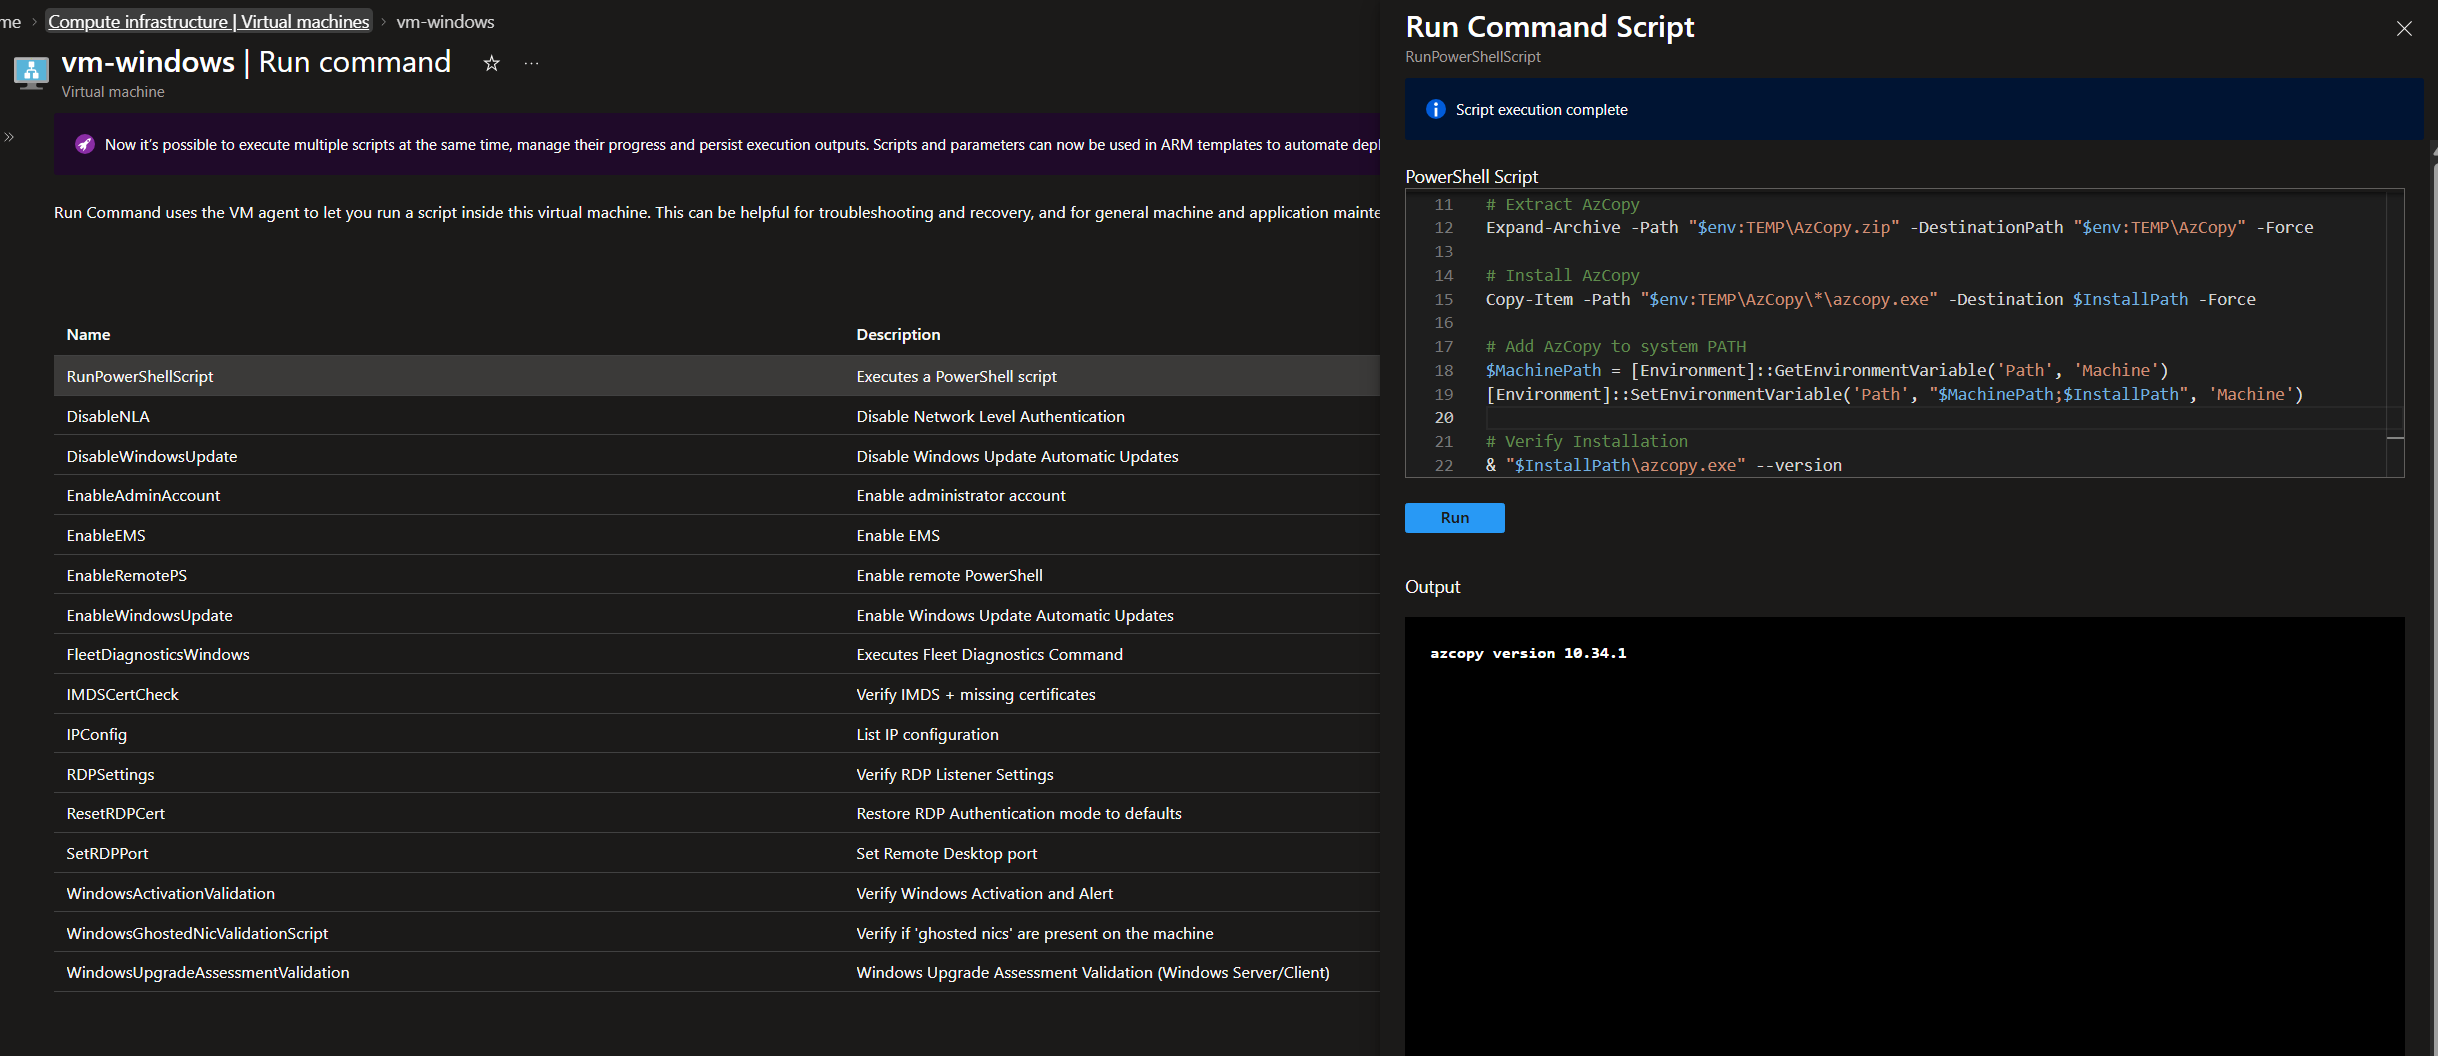 me > Compute infrastructure | Virtual machines > vm-windows
vm-windows | Run command ☆ ...
Virtual machine
»
Now it's possible to execute multiple scripts at the same time, manage their progress and persist execution outputs. Scripts and parameters can now be used in ARM templates to automate depl
Run Command uses the VM agent to let you run a script inside this virtual machine. This can be helpful for troubleshooting and recovery, and for general machine and application mainte
Name Description
RunPowerShellScript Executes a PowerShell script
DisableNLA Disable Network Level Authentication
DisableWindowsUpdate Disable Windows Update Automatic Updates
EnableAdminAccount Enable administrator account
EnableEMS Enable EMS
EnableRemotePS Enable remote PowerShell
EnableWindowsUpdate Enable Windows Update Automatic Updates
FleetDiagnosticsWindows Executes Fleet Diagnostics Command
IMDSCertCheck Verify IMDS + missing certificates
IPConfig List IP configuration
RDPSettings Verify RDP Listener Settings
ResetRDPCert Restore RDP Authentication mode to defaults
SetRDPPort Set Remote Desktop port
WindowsActivationValidation Verify Windows Activation and Alert
WindowsGhostedNicValidationScript Verify if 'ghosted nics' are present on the machine
WindowsUpgradeAssessmentValidation Windows Upgrade Assessment Validation (Windows Server/Client)
Run Command Script
RunPowerShellScript
Script execution complete
PowerShell Script
11 # Extract AzCopy
12 Expand-Archive -Path "$env:TEMP\AzCopy.zip" -DestinationPath "$env:TEMP\AzCopy" -Force
13
14 # Install AzCopy
15 Copy-Item -Path "$env:TEMP\AzCopy\*\azcopy.exe" -Destination $InstallPath -Force
16
17 # Add AzCopy to system PATH
18 $MachinePath = [Environment]::GetEnvironmentVariable('Path', 'Machine')
19 [Environment]::SetEnvironmentVariable('Path', "$MachinePath;$InstallPath", 'Machine')
20
21 # Verify Installation
22 & "$InstallPath\azcopy.exe" --version
Run
Output
azcopy version 10.34.1